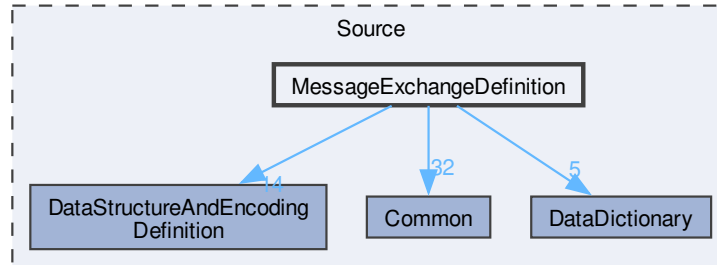 Source
MessageExchangeDefinition
14
32
5
DataStructureAndEncoding
Definition
Common
DataDictionary